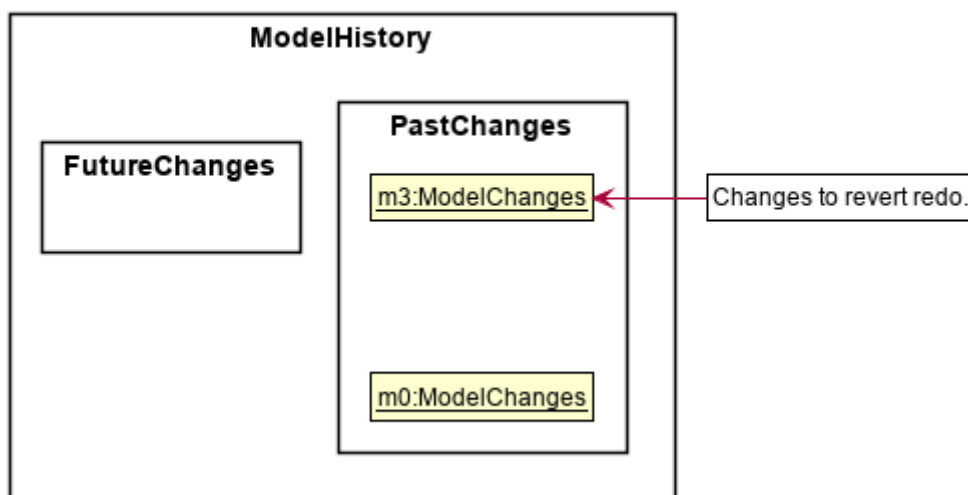 ModelHistory
FutureChanges
PastChanges
m3:ModelChanges
Changes to revert redo.
m0:ModelChanges